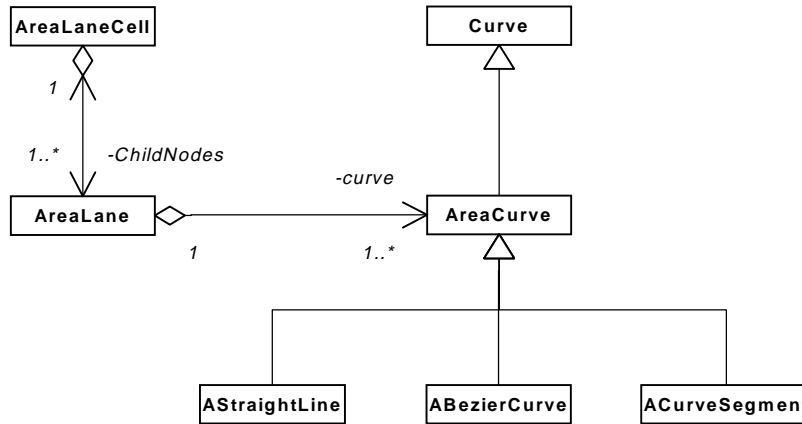 AreaLaneCell
Curve
1
1..*
-ChildNodes
-curve
AreaLane
AreaCurve
1
1..*
AStraightLine
ABezierCurve
ACurveSegmen